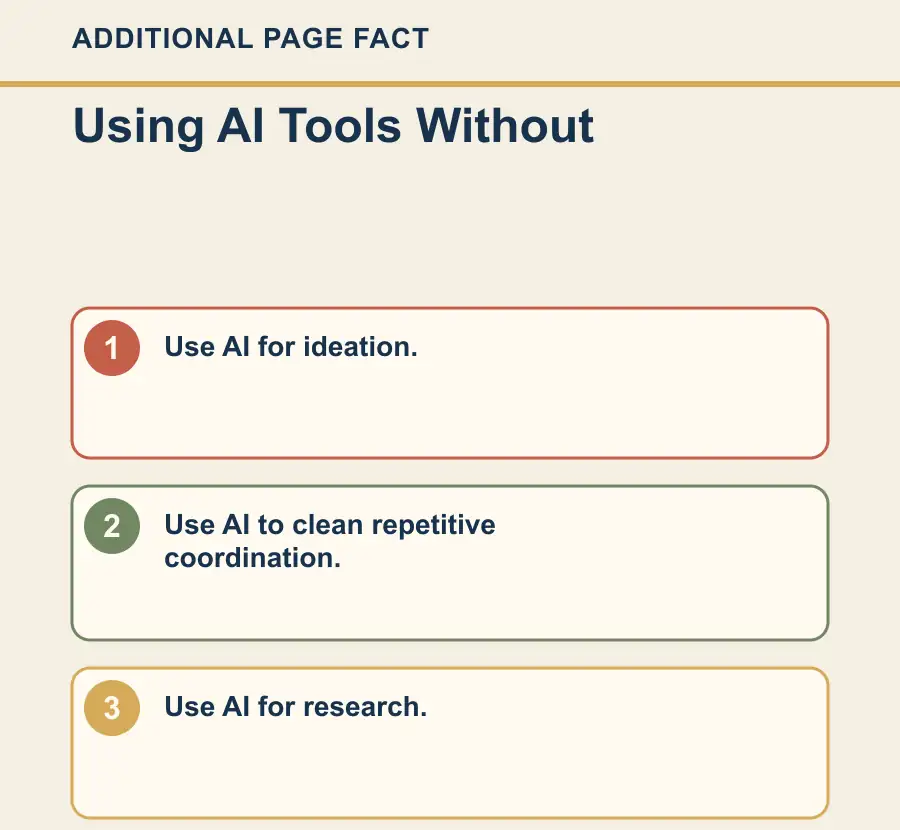 ADDITIONAL PAGE FACT
Using AI Tools Without
1
Use AI for ideation.
2
Use AI to clean repetitive
coordination.
3
Use AI for research.